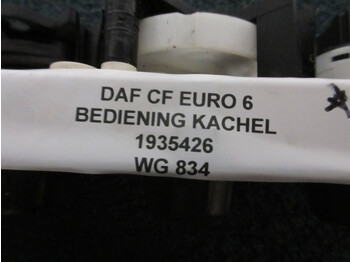 DAF CF EURO 6
BEDIENING KACHEL
1935426
WG 834